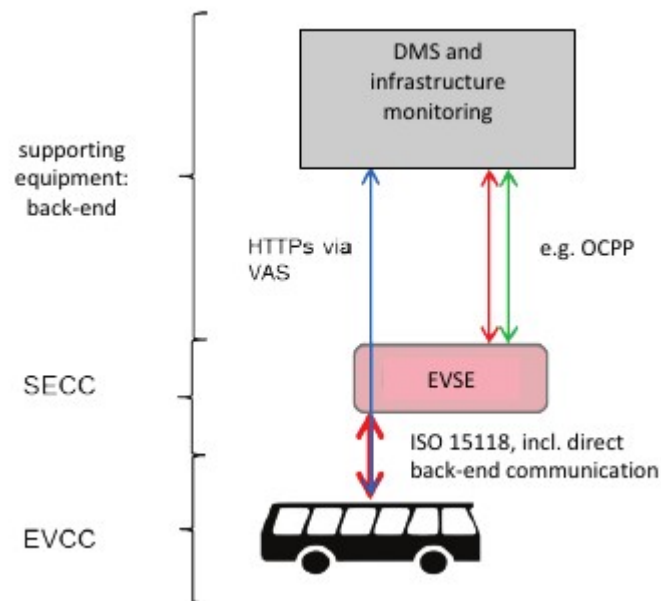 DMS and
infrastructure
monitoring
supporting
equipment:
back-end
HTTPs via
VAS
e.g. OCPP
EVSE
SECC
ISO 15118, incl. direct
back-end communication
EVCC